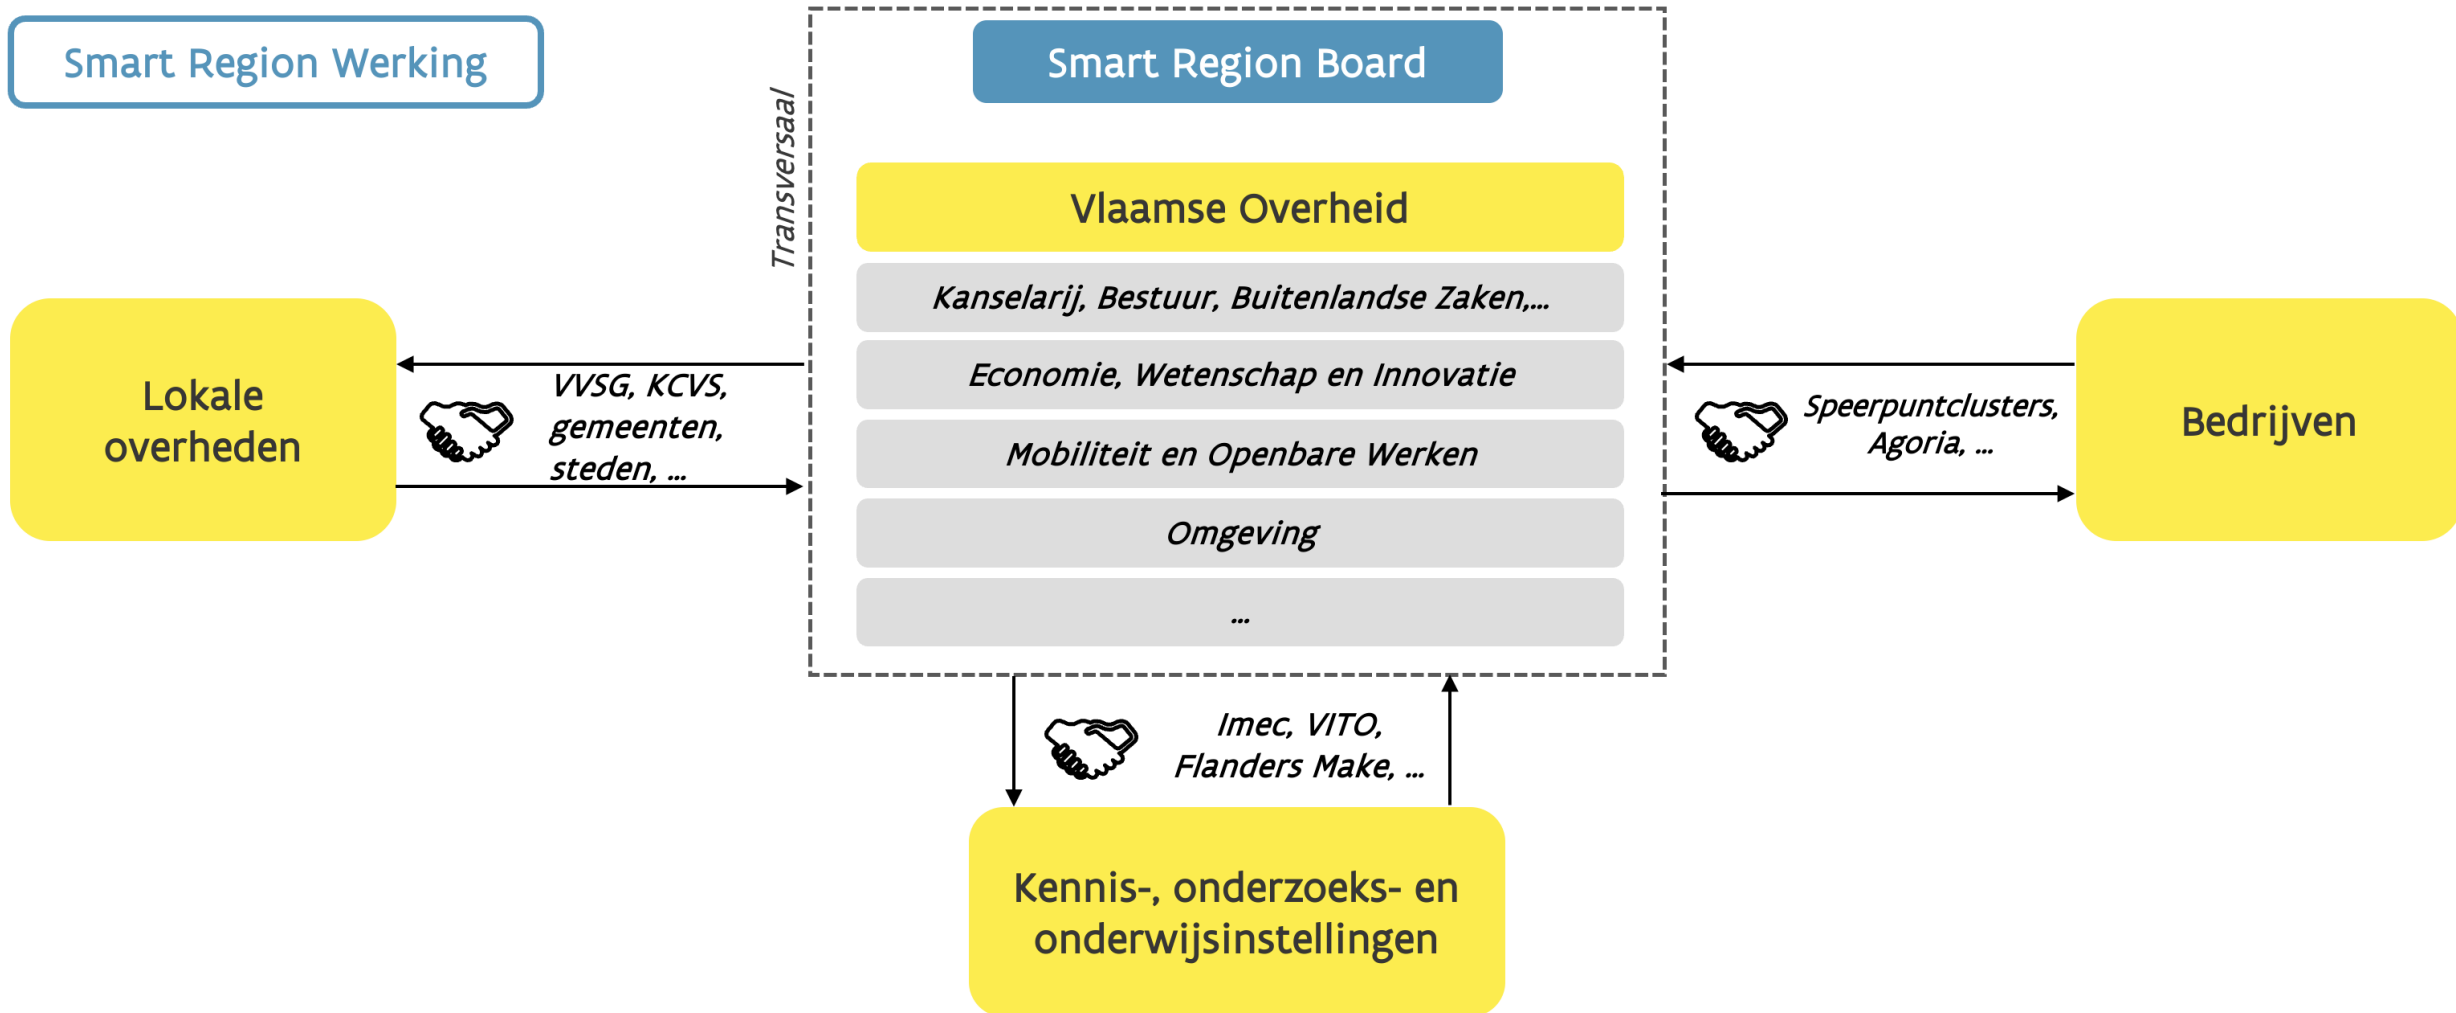 Smart Region Werking
Smart Region Board
Transversaal
Vlaamse Overheid
Kanselarij, Bestuur, Buitenlandse Zaken,...
Economie, Wetenschap en Innovatie
Mobiliteit en Openbare Werken
Omgeving
...
Lokale
overheden
VVSG, KCVS,
gemeenten,
steden, ...
Speerpuntclusters,
Agoria, ...
Bedrijven
Imec, VITO,
Flanders Make, ...
Kennis-, onderzoeks- en
onderwijsinstellingen